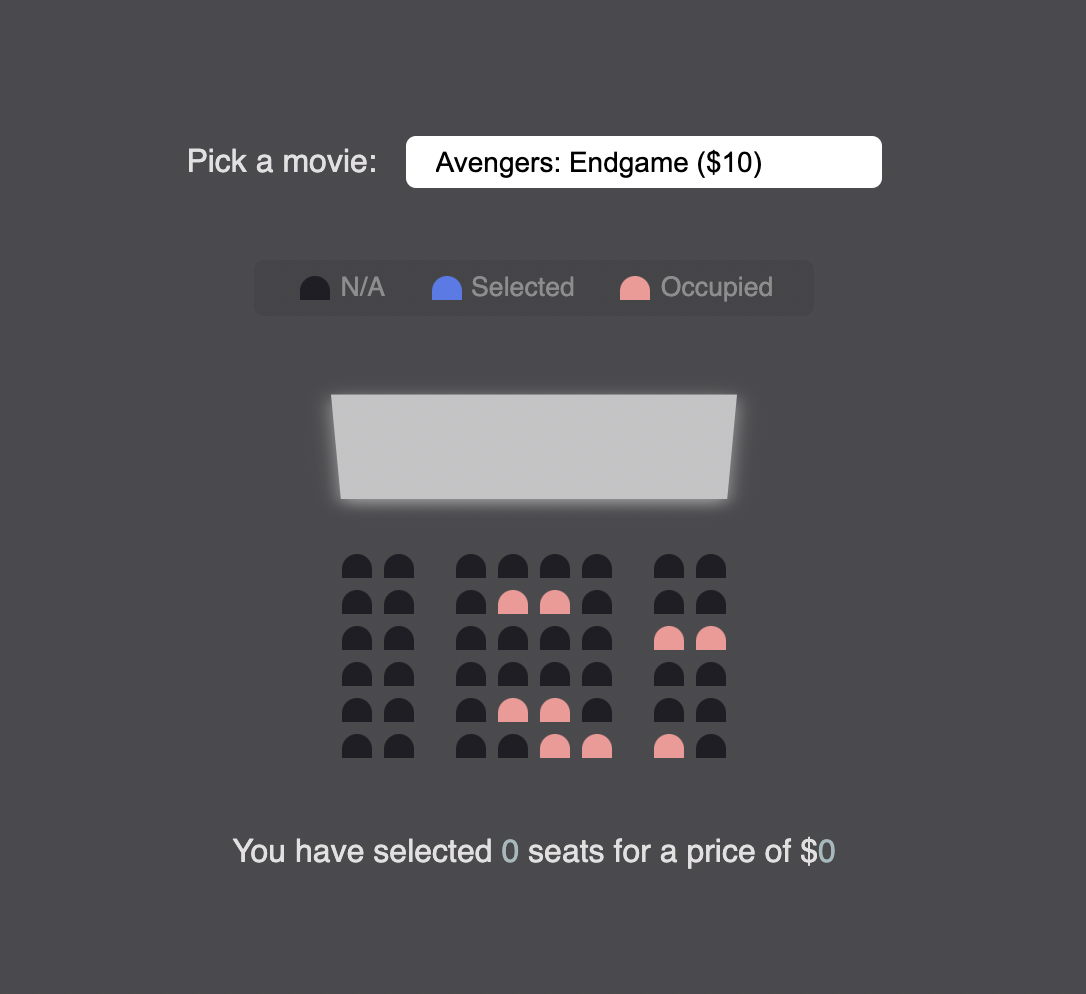 Pick a movie: Avengers: Endgame ($10)
N/A Selected Occupied
You have selected 0 seats for a price of $0